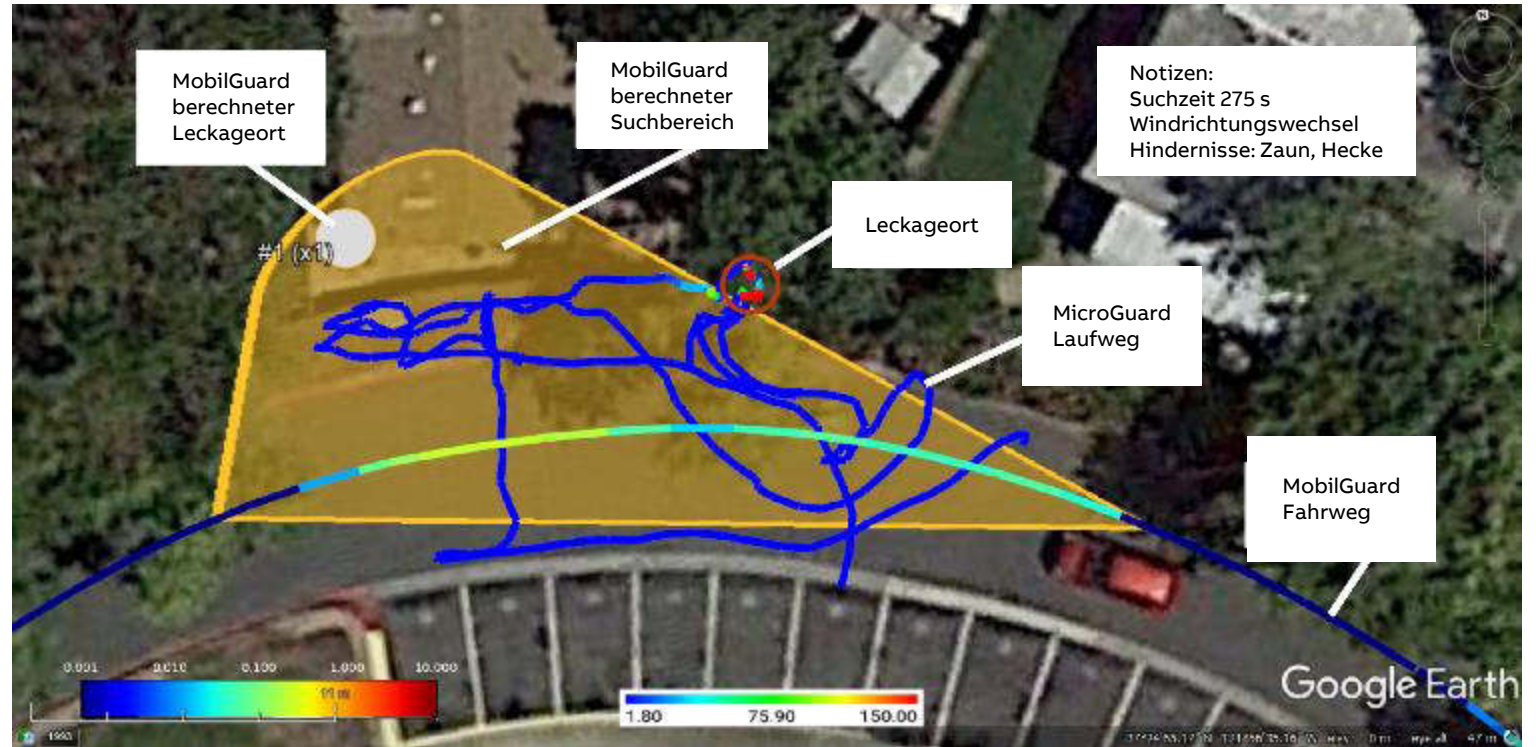 MobilGuard
berechneter
Leckageort
MobilGuard
berechneter
Suchbereich
Notizen:
Suchzeit 275 s
Windrichtungswechsel
Hindernisse: Zaun, Hecke
Leckageort
#1 (x1)
MicroGuard
Laufweg
MobilGuard
Fahrweg
0.001 0.010 0.100 1.000 10.000
1.80 75.90 150.00
Google Earth
1993